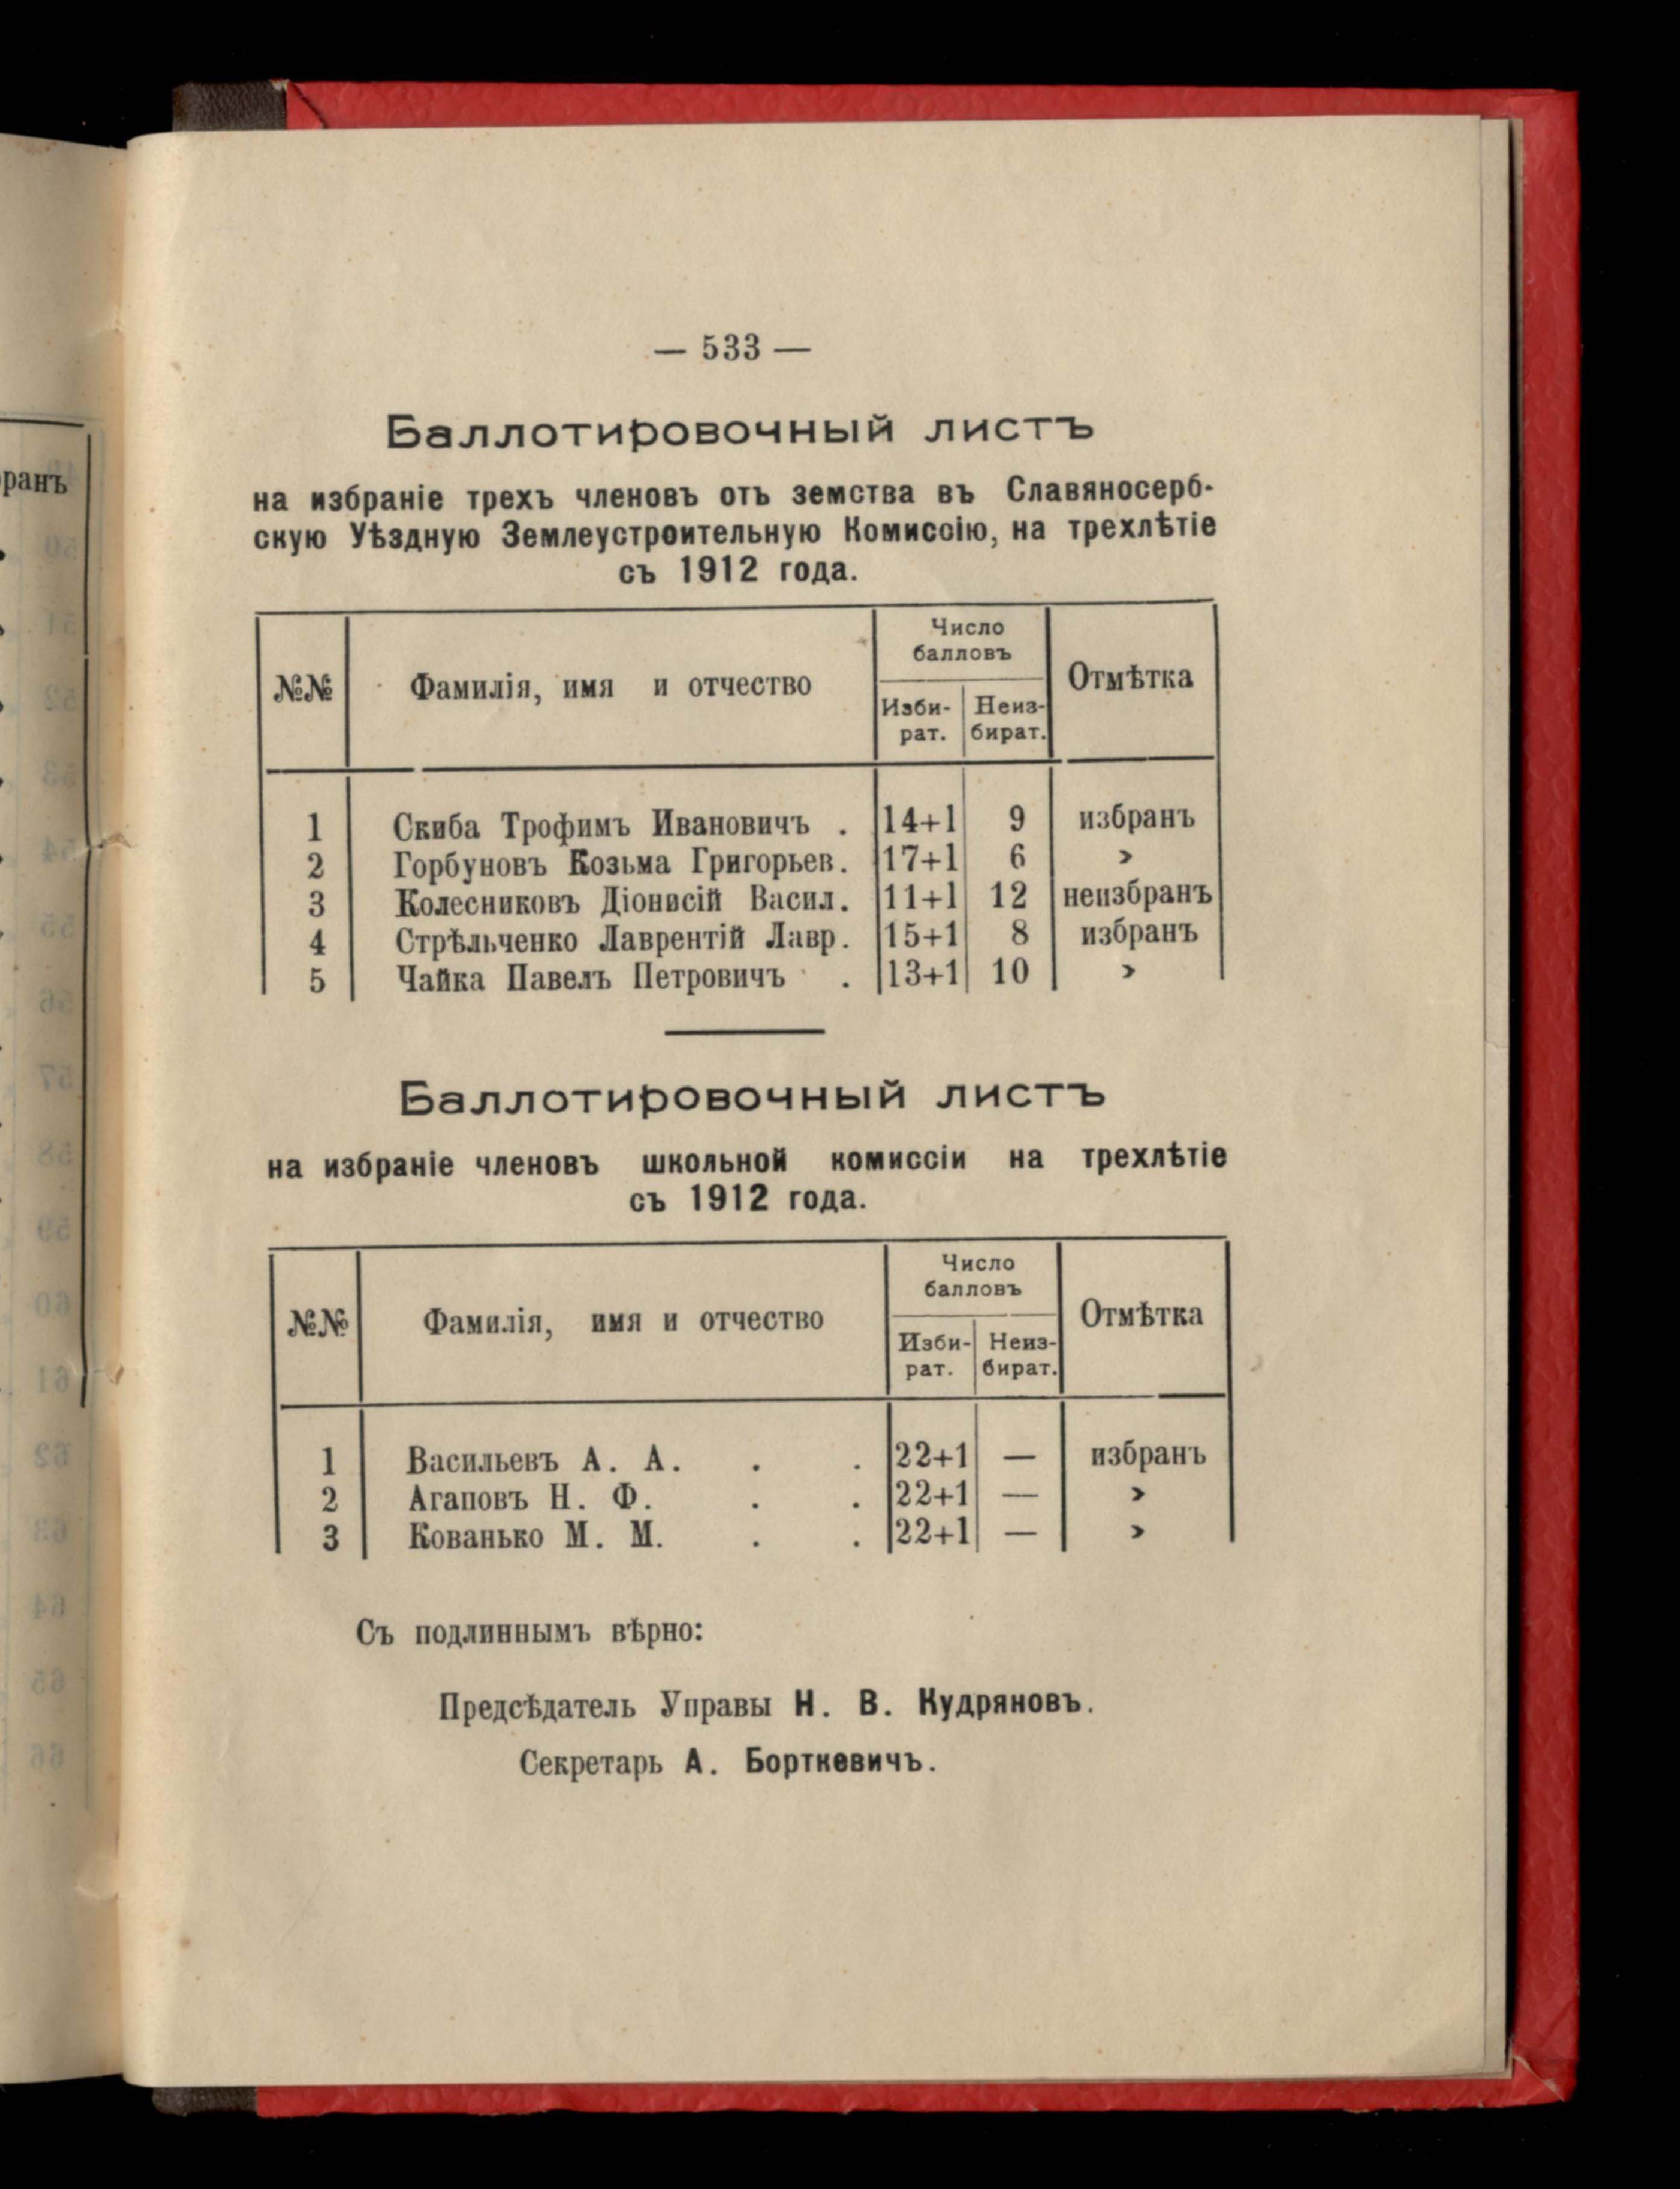 ранъ
— 533 —
Баллотировочный листъ
на избраніе трехъ членовъ отъ земства въ Славяносерб-
скую Уѣздную Землеустроительную Комиссію, на трехлѣтіе
съ 1912 года.
№№ Фамилія, имя и отчество Число балловъ Отмѣтка
Изби-рат. Неиз-бират.
1 Скиба Трофимъ Ивановичъ . 14+1 9 избранъ
2 Горбуновъ Козьма Григорьев. 17+1 6 »
3 Колесниковъ Діонисій Васил. 11+1 12 неизбранъ
4 Стрѣльченко Лаврентій Лавр. 15+1 8 избранъ
5 Чайка Павелъ Петровичъ . 13+1 10 »
Баллотировочный листъ
на избраніе членовъ школьной комиссіи на трехлѣтіе
съ 1912 года.
№№ Фамилія, имя и отчество Число балловъ Отмѣтка
Изби-рат. Неиз-бират.
1 Васильевъ А. А. . . 22+1 — избранъ
2 Агаповъ Н. Ф. . . 22+1 — »
3 Кованько М. М. . . 22+1 — »
Съ подлиннымъ вѣрно:
Предсѣдатель Управы Н. В. Кудряновъ.
Секретарь А. Борткевичъ.